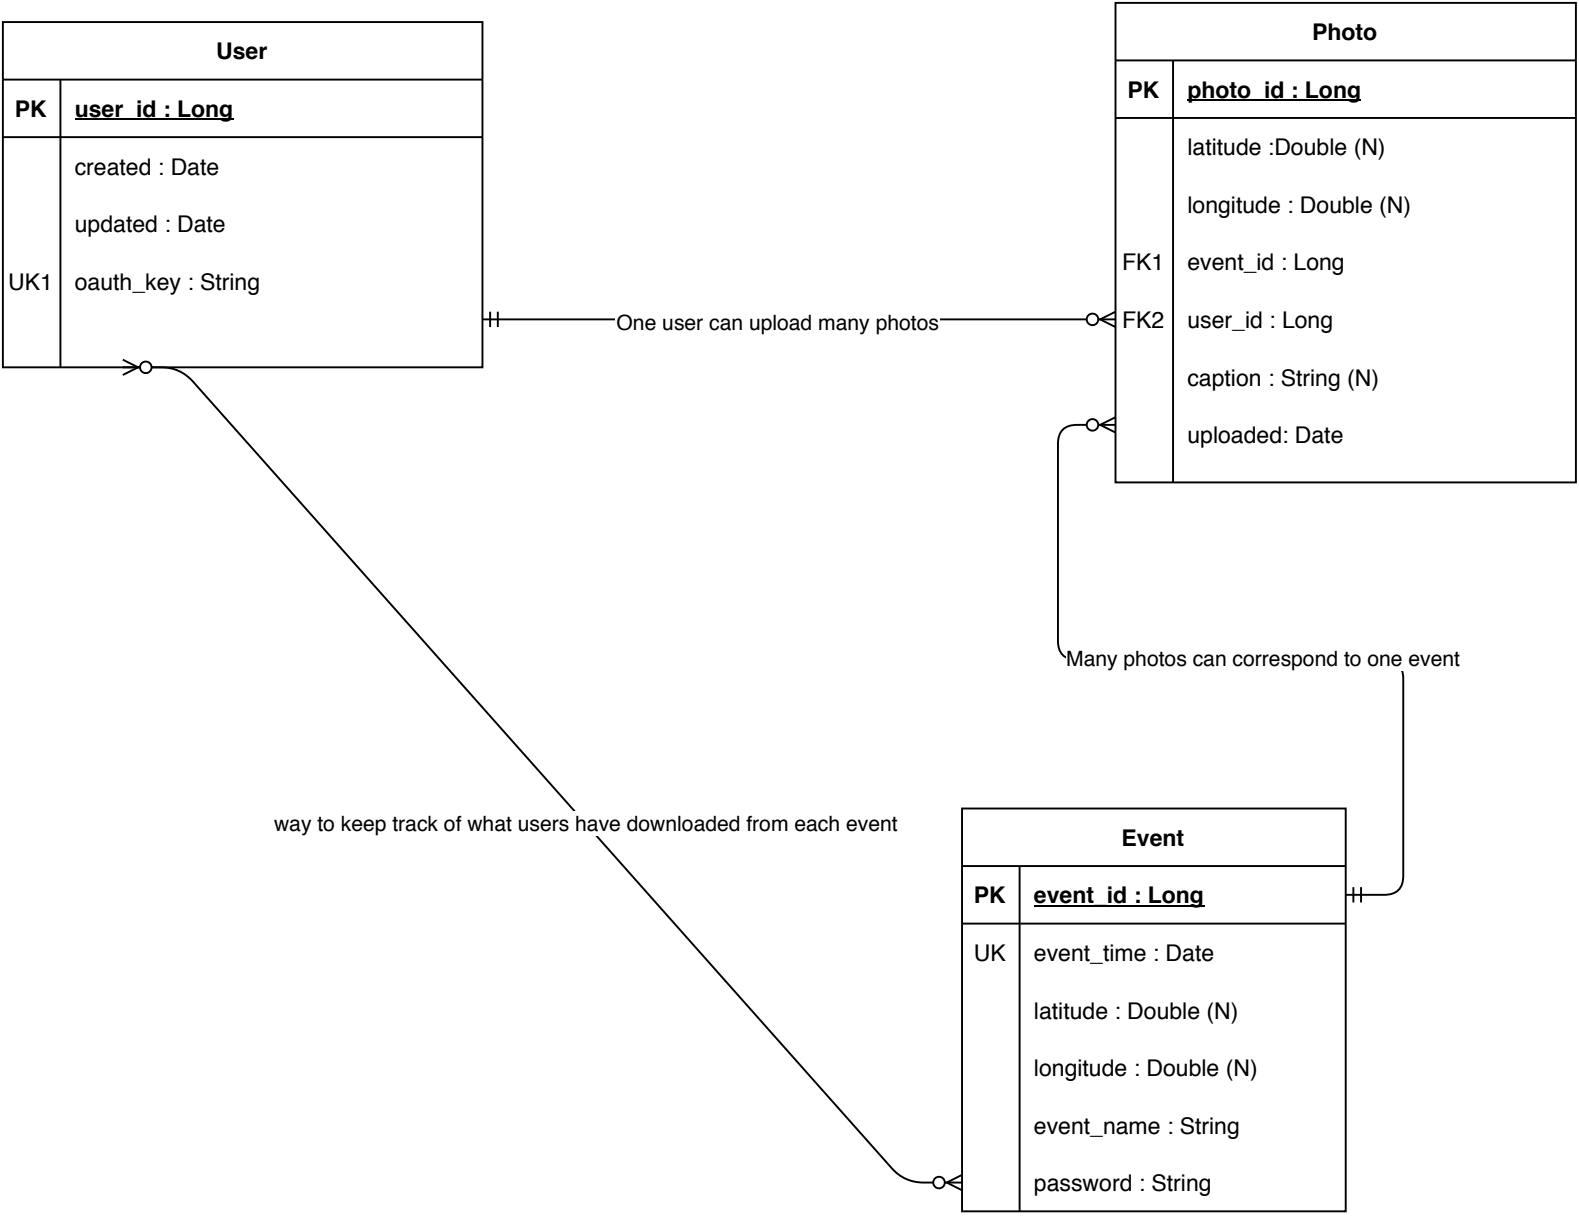 User
PK user_id : Long
created : Date
updated : Date
UK1 oauth_key : String
One user can upload many photos
Photo
PK photo_id : Long
latitude :Double (N)
longitude : Double (N)
FK1 event_id : Long
FK2 user_id : Long
caption : String (N)
uploaded: Date
Many photos can correspond to one event
way to keep track of what users have downloaded from each event
Event
PK event_id : Long
UK event_time : Date
latitude : Double (N)
longitude : Double (N)
event_name : String
password : String